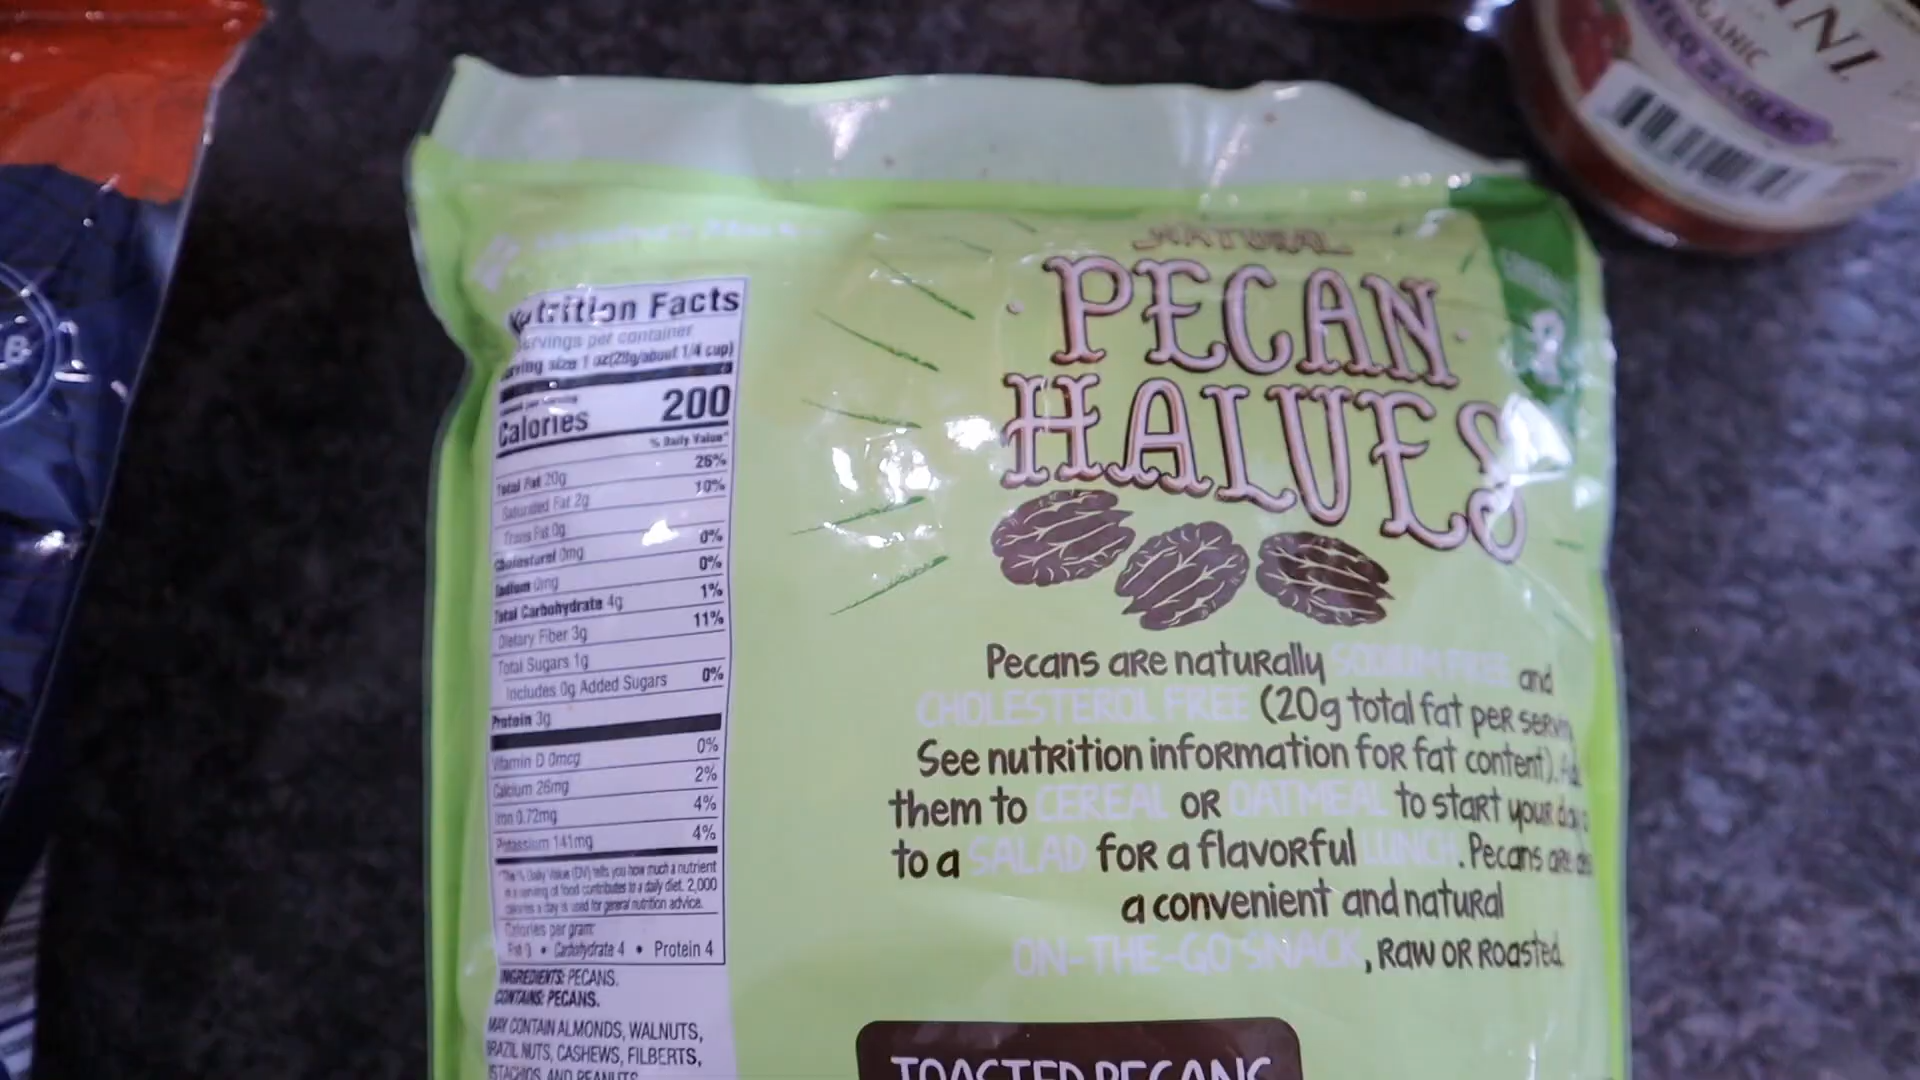 NATURAL
PECAN
HALVES
Nutrition Facts
servings per container
serving size 1 oz(28g/about 1/4 cup)
Calories 200
% Daily Value*
Total Fat 20g 26%
Saturated Fat 2g 10%
Trans Fat 0g
Cholesterol 0mg 0%
Sodium 0mg 0%
Total Carbohydrate 4g 1%
Dietary Fiber 3g 11%
Total Sugars 1g
Includes 0g Added Sugars 0%
Protein 3g
Vitamin D 0mcg 0%
Calcium 26mg 2%
Iron 0.72mg 4%
Potassium 141mg 4%
*The % Daily Value (DV) tells you how much a nutrient
in a serving of food contributes to a daily diet. 2,000
calories a day is used for general nutrition advice.
Calories per gram:
Fat 9 • Carbohydrate 4 • Protein 4
INGREDIENTS: PECANS.
CONTAINS: PECANS.
MAY CONTAIN ALMONDS, WALNUTS,
BRAZIL NUTS, CASHEWS, FILBERTS,
PISTACHIOS AND PEANUTS
Pecans are naturally SODIUM FREE and
CHOLESTEROL FREE (20g total fat per serving
See nutrition information for fat content).
them to CEREAL or OATMEAL to start your day
to a SALAD for a flavorful LUNCH. Pecans are
a convenient and natural
ON-THE-GO SNACK, raw or roasted.
TOASTED PECANS